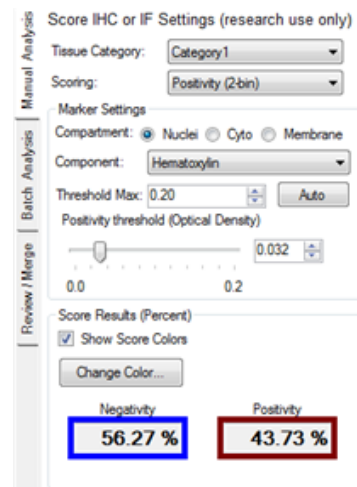 Manual Analysis
Batch Analysis
Review / Merge
Score IHC or IF Settings (research use only)
Tissue Category: Category1
Scoring: Positivity (2-bin)
Marker Settings
Compartment: Nuclei Cyto Membrane
Component: Hematoxylin
Threshold Max: 0.20 Auto
Positivity threshold (Optical Density)
0.032
0.0 0.2
Score Results (Percent)
Show Score Colors
Change Color...
Negativity Positivity
56.27 % 43.73 %